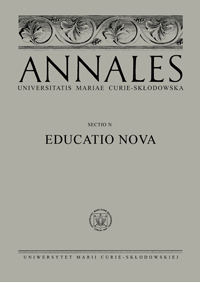 ANNALES
UNIVERSITATIS MARIAE CURIE-SKŁODOWSKA
SECTIO N
EDUCATIO NOVA
UNIWERSYTET MARII CURIE-SKŁODOWSKIEJ